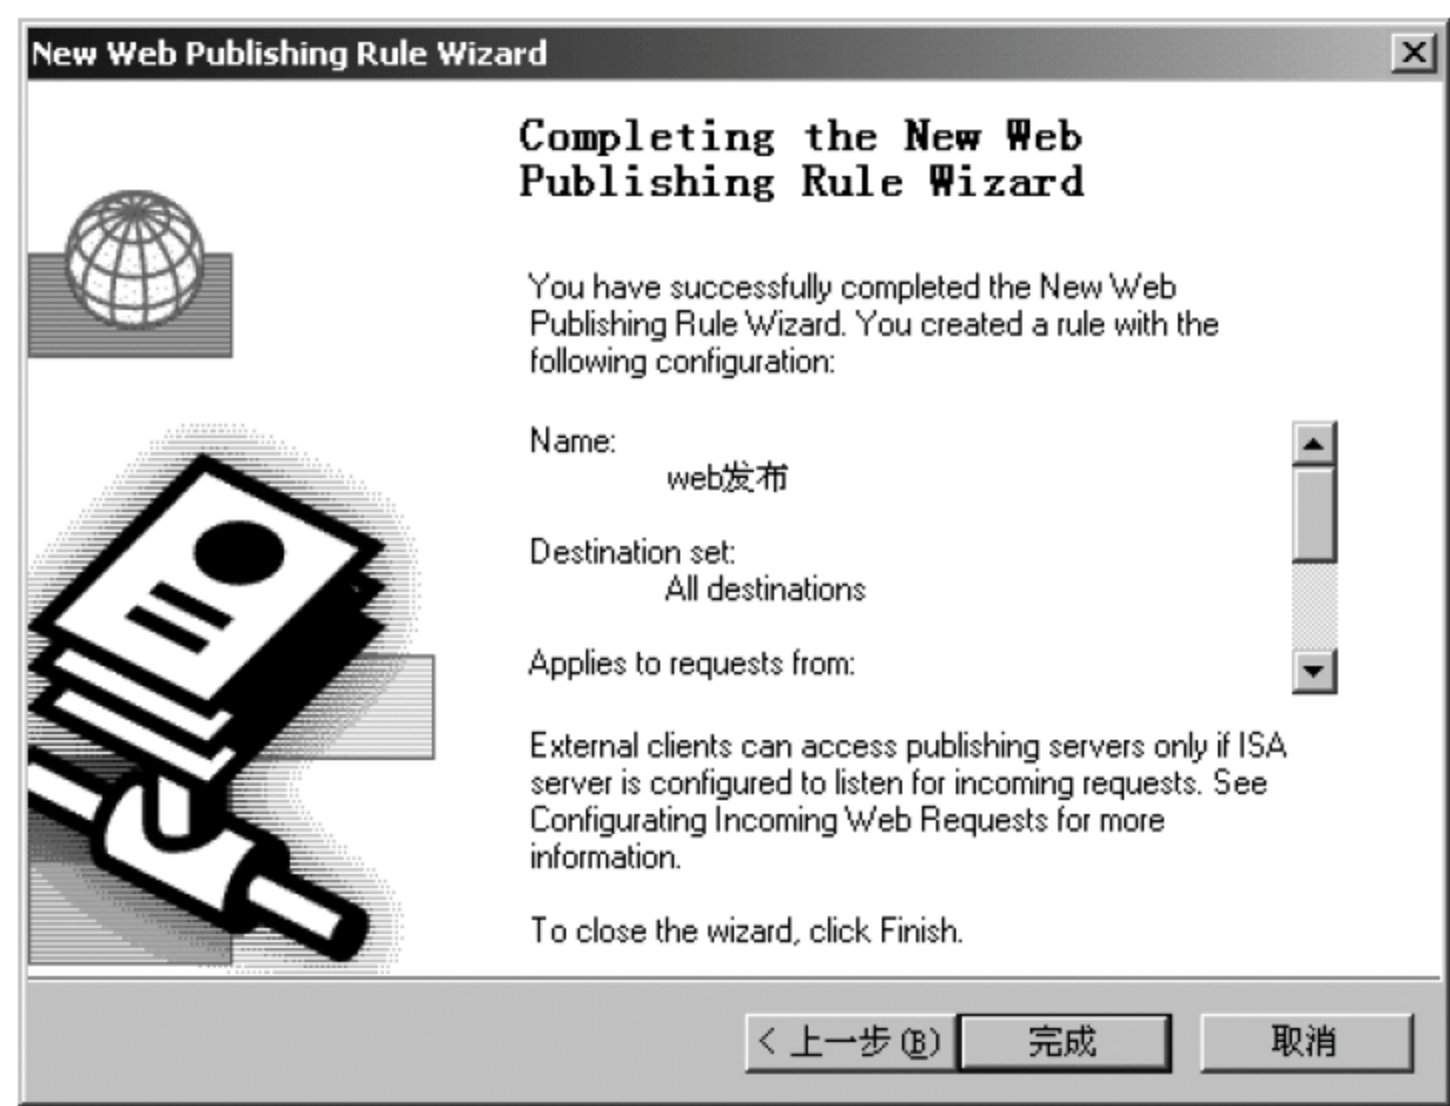 New Web Publishing Rule Wizard
Completing the New Web
Publishing Rule Wizard
You have successfully completed the New Web
Publishing Rule Wizard. You created a rule with the
following configuration:
Name:
web发布
Destination set:
All destinations
Applies to requests from:
External clients can access publishing servers only if ISA
server is configured to listen for incoming requests. See
Configurating Incoming Web Requests for more
information.
To close the wizard, click Finish.
< 上一步(B) 完成 取消